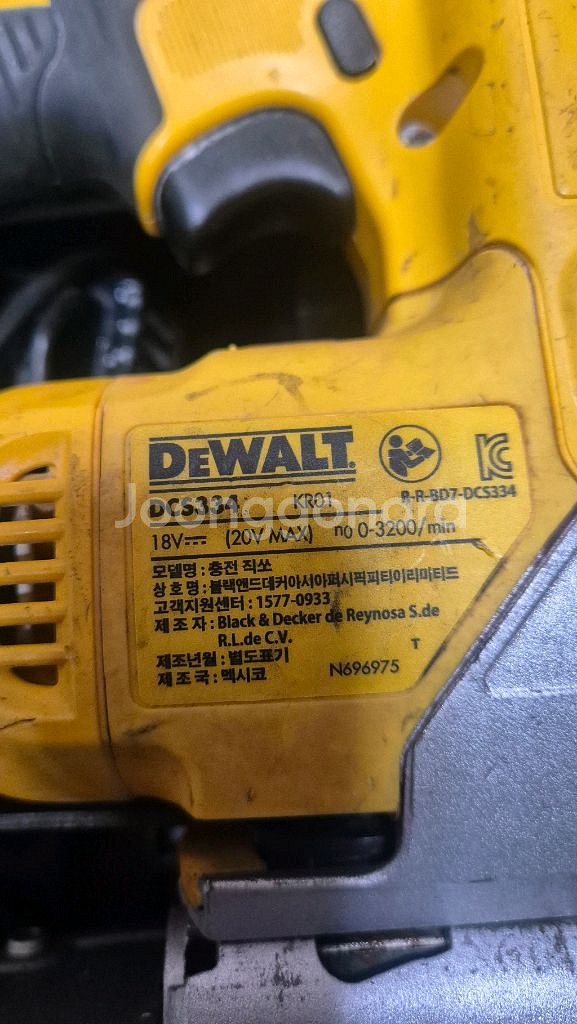 DEWALT
DCS334 KR01
R-R-BD7-DCS334
18V (20V MAX) no 0-3200/min
모델명 : 충전 직쏘
상호명 : 블랙앤드데커아시아퍼시픽피티이리미티드
고객지원센터 : 1577-0933
제조자 : Black & Decker de Reynosa S.de
R.L.de C.V.
제조년월 : 별도표기
제조국 : 멕시코
N696975 T
Joongonara